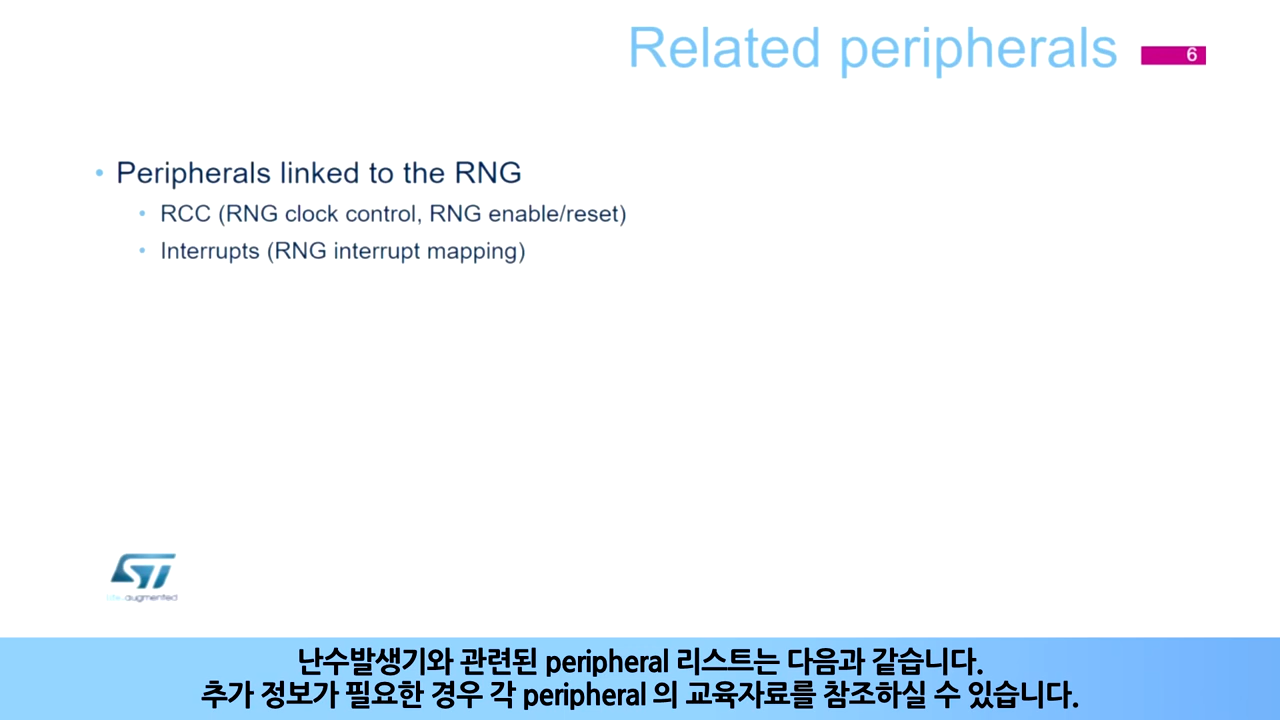 Related peripherals
6
• Peripherals linked to the RNG
• RCC (RNG clock control, RNG enable/reset)
• Interrupts (RNG interrupt mapping)
ST
life.augmented
난수발생기와 관련된 peripheral 리스트는 다음과 같습니다.
추가 정보가 필요한 경우 각 peripheral 의 교육자료를 참조하실 수 있습니다.